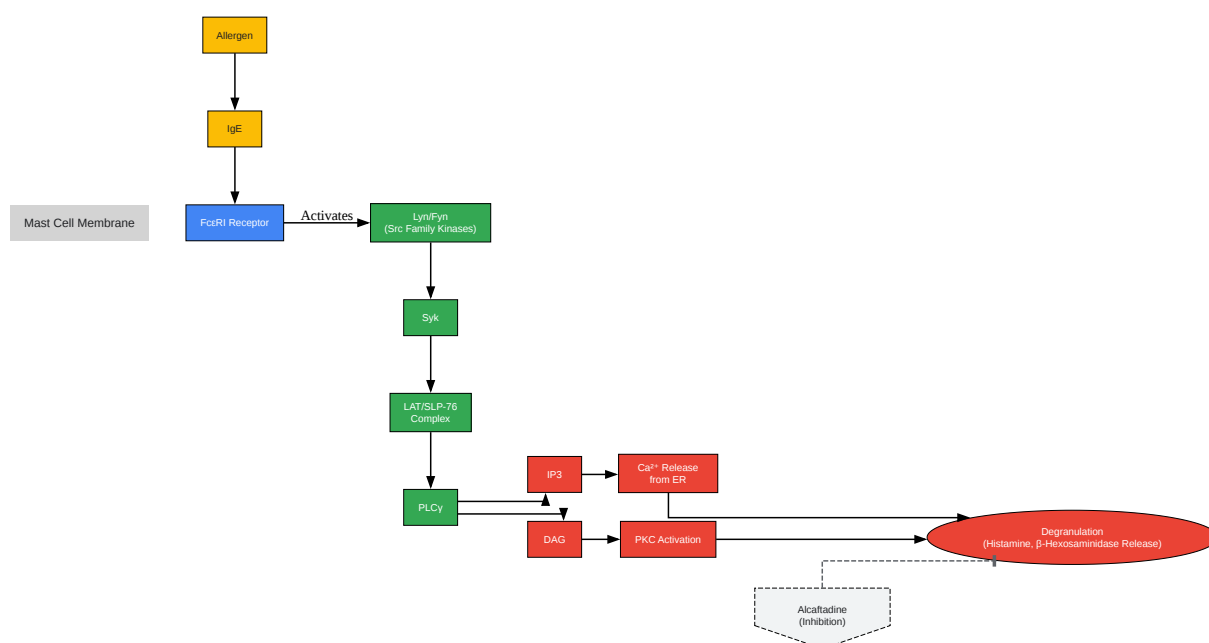 Allergen
IgE
Mast Cell Membrane
FcεRI Receptor
Activates
Lyn/Fyn
(Src Family Kinases)
Syk
LAT/SLP-76
Complex
PLCγ
IP3
Ca²⁺ Release
from ER
DAG
PKC Activation
Degranulation
(Histamine, β-Hexosaminidase Release)
Alcaftadine
(Inhibition)